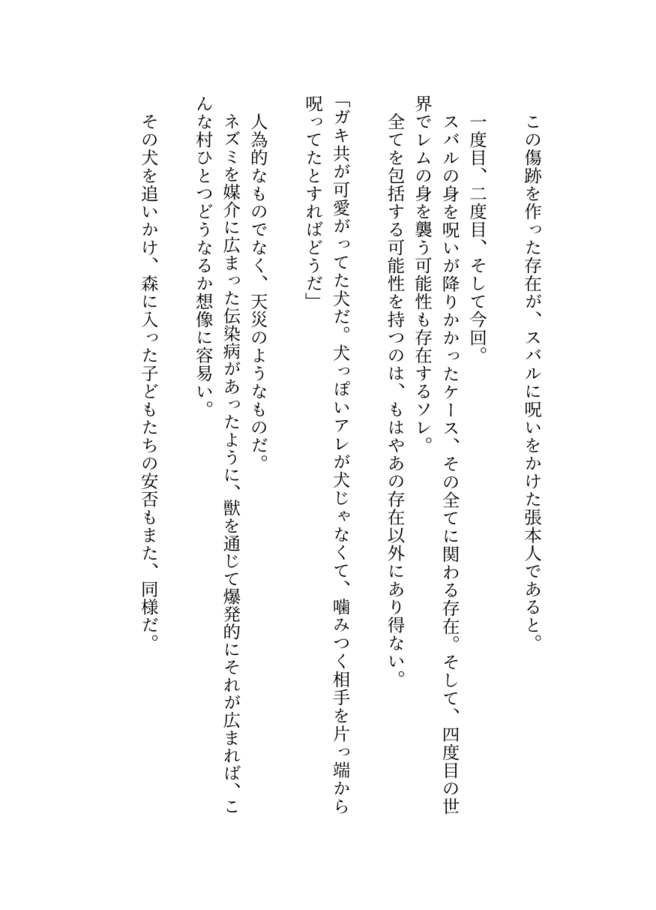 この傷跡を作った存在が、スバルに呪いをかけた張本人であると。
一度目、二度目、そして今回。
スバルの身を呪いが降りかかったケース、その全てに関わる存在。そして、四度目の世
界でレムの身を襲う可能性も存在するソレ。
全てを包括する可能性を持つのは、もはやあの存在以外にあり得ない。
「ガキ共が可愛がってた犬だ。犬っぽいアレが犬じゃなくて、噛みつく相手を片っ端から
呪ってたとすればどうだ」
人為的なものでなく、天災のようなものだ。
ネズミを媒介に広まった伝染病があったように、獣を通じて爆発的にそれが広まれば、こ
んな村ひとつどうなるか想像に容易い。
その犬を追いかけ、森に入った子どもたちの安否もまた、同様だ。